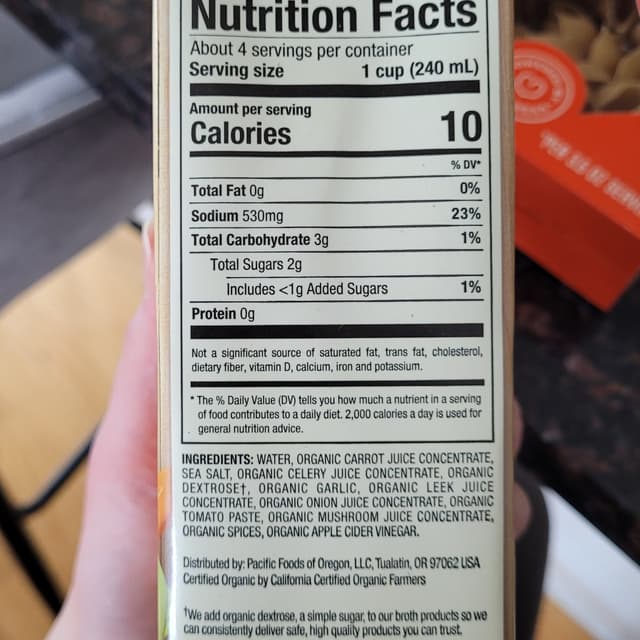 Nutrition Facts
About 4 servings per container
Serving size 1 cup (240 mL)
Amount per serving
Calories 10
% DV*
Total Fat 0g 0%
Sodium 530mg 23%
Total Carbohydrate 3g 1%
Total Sugars 2g
Includes <1g Added Sugars 1%
Protein 0g
Not a significant source of saturated fat, trans fat, cholesterol,
dietary fiber, vitamin D, calcium, iron and potassium.
* The % Daily Value (DV) tells you how much a nutrient in a serving
of food contributes to a daily diet. 2,000 calories a day is used for
general nutrition advice.
INGREDIENTS: WATER, ORGANIC CARROT JUICE CONCENTRATE,
SEA SALT, ORGANIC CELERY JUICE CONCENTRATE, ORGANIC
DEXTROSE†, ORGANIC GARLIC, ORGANIC LEEK JUICE
CONCENTRATE, ORGANIC ONION JUICE CONCENTRATE, ORGANIC
TOMATO PASTE, ORGANIC MUSHROOM JUICE CONCENTRATE,
ORGANIC SPICES, ORGANIC APPLE CIDER VINEGAR.
Distributed by: Pacific Foods of Oregon, LLC, Tualatin, OR 97062 USA
Certified Organic by California Certified Organic Farmers
†We add organic dextrose, a simple sugar, to our broth products so we
can consistently deliver safe, high quality products you can trust.